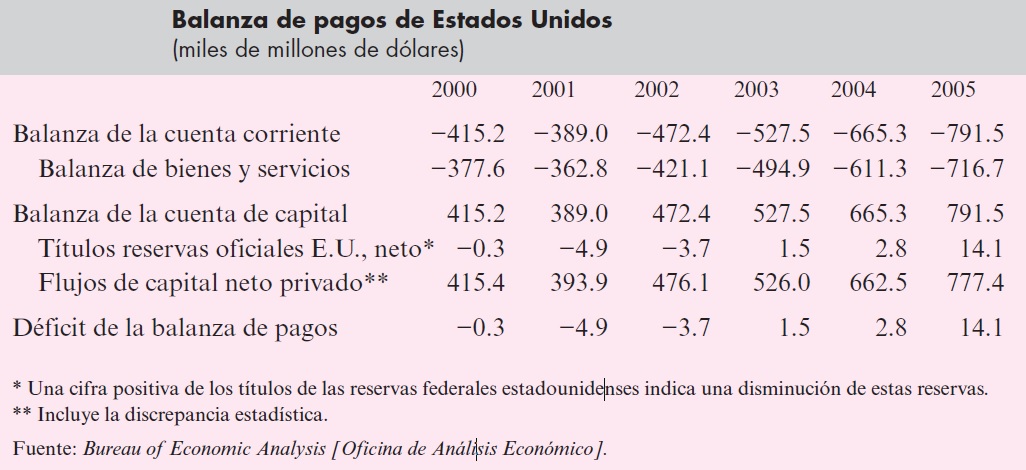 Balanza de pagos de Estados Unidos
(miles de millones de dólares)
2000 2001 2002 2003 2004 2005
Balanza de la cuenta corriente −415.2 −389.0 −472.4 −527.5 −665.3 −791.5
Balanza de bienes y servicios −377.6 −362.8 −421.1 −494.9 −611.3 −716.7
Balanza de la cuenta de capital 415.2 389.0 472.4 527.5 665.3 791.5
Títulos reservas oficiales E.U., neto* −0.3 −4.9 −3.7 1.5 2.8 14.1
Flujos de capital neto privado** 415.4 393.9 476.1 526.0 662.5 777.4
Déficit de la balanza de pagos −0.3 −4.9 −3.7 1.5 2.8 14.1
* Una cifra positiva de los títulos de las reservas federales estadounidenses indica una disminución de estas reservas.
** Incluye la discrepancia estadística.
Fuente: Bureau of Economic Analysis [Oficina de Análisis Económico].